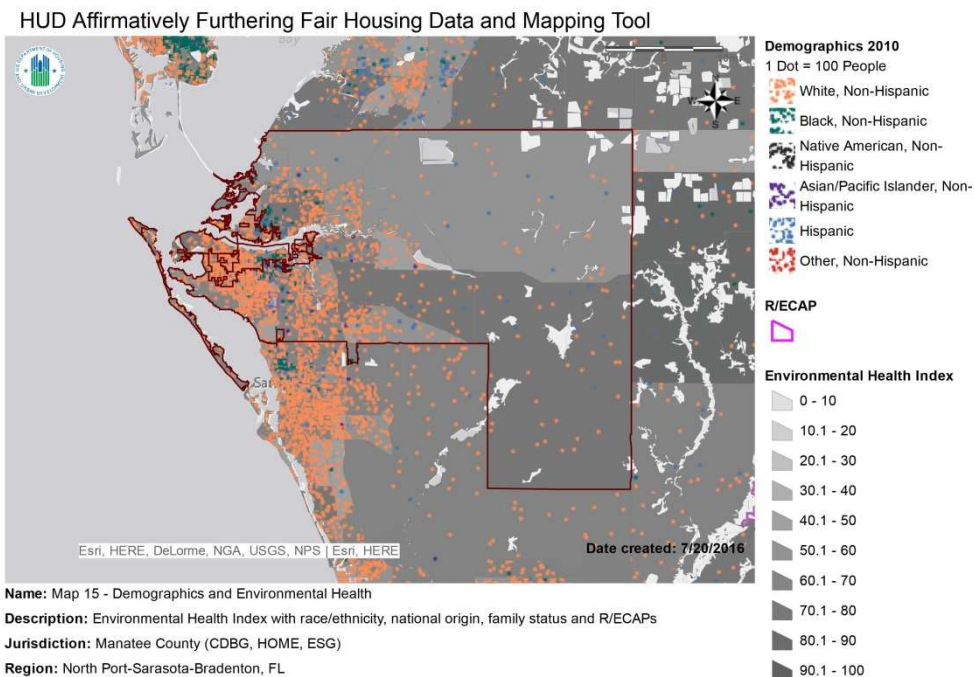 HUD Affirmatively Furthering Fair Housing Data and Mapping Tool
Bay
N
W E
S
Demographics 2010
1 Dot = 100 People
White, Non-Hispanic
Black, Non-Hispanic
Native American, Non-
Hispanic
Asian/Pacific Islander, Non-
Hispanic
Hispanic
Other, Non-Hispanic
R/ECAP
Environmental Health Index
0 - 10
10.1 - 20
20.1 - 30
30.1 - 40
40.1 - 50
50.1 - 60
60.1 - 70
70.1 - 80
80.1 - 90
90.1 - 100
Esri, HERE, DeLorme, NGA, USGS, NPS | Esri, HERE
Date created: 7/20/2016
Name: Map 15 - Demographics and Environmental Health
Description: Environmental Health Index with race/ethnicity, national origin, family status and R/ECAPs
Jurisdiction: Manatee County (CDBG, HOME, ESG)
Region: North Port-Sarasota-Bradenton, FL